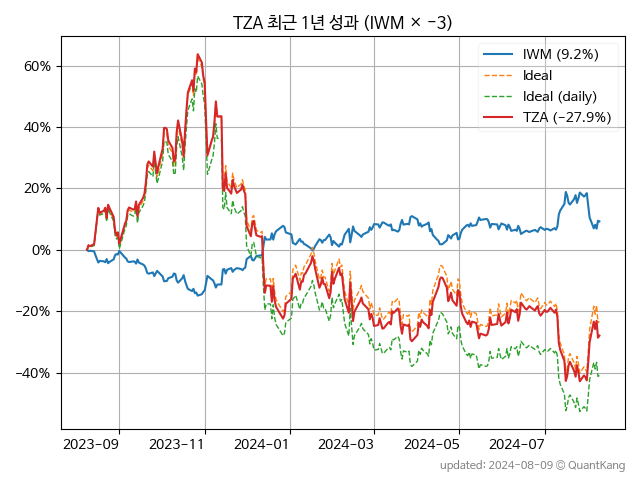 TZA 최근 1년 성과 (IWM × −3)
IWM (9.2%)
Ideal
Ideal (daily)
TZA (−27.9%)
60%
40%
20%
0%
−20%
−40%
2023-09 2023-11 2024-01 2024-03 2024-05 2024-07
updated: 2024-08-09 © QuantKang